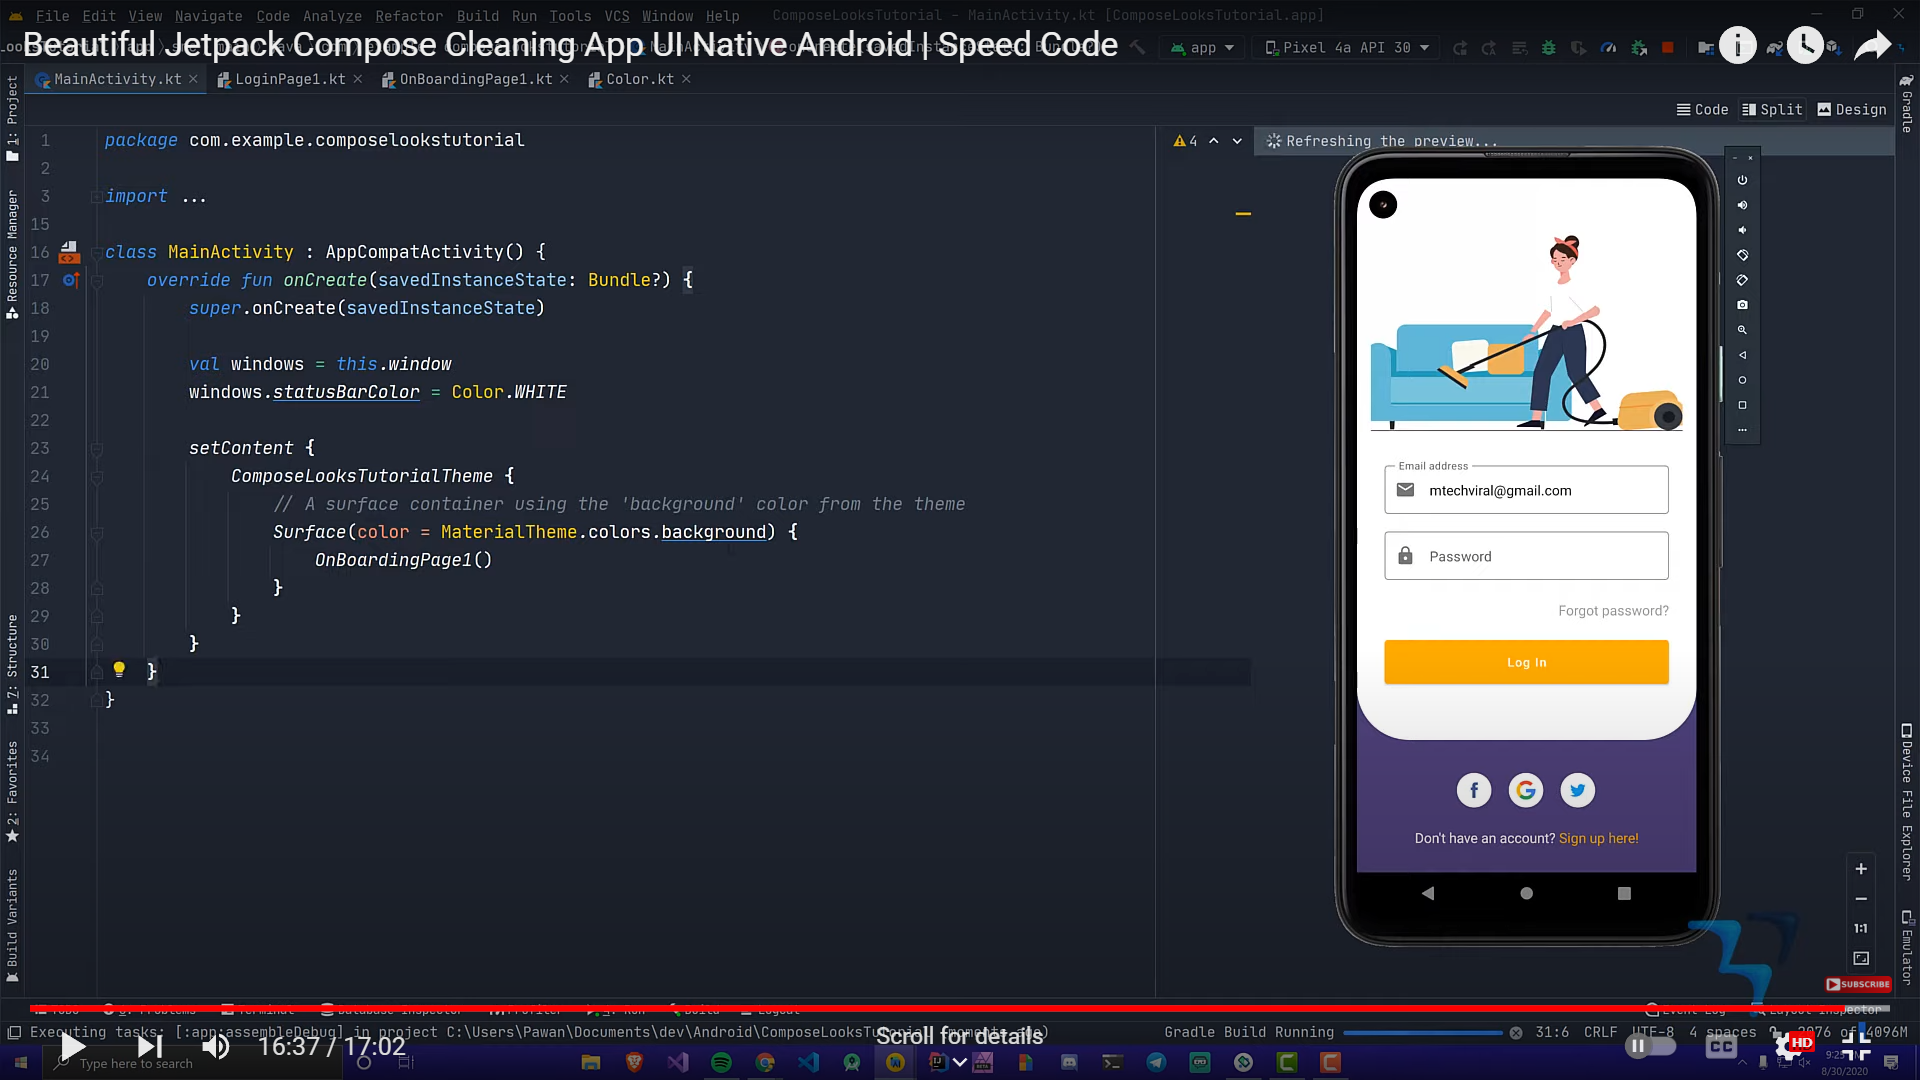 File Edit View Navigate Code Analyze Refactor Build Run Tools VCS Window Help ComposeLooksTutorial - MainActivity.kt [ComposeLooksTutorial.app]
Beautiful Jetpack Compose Cleaning App UI Native Android | Speed Code
app Pixel 4a API 30
MainActivity.kt LoginPage1.kt OnBoardingPage1.kt Color.kt
Code Split Design
4 Refreshing the preview...
1 package com.example.composelookstutorial
2
3 import ...
15
16 class MainActivity : AppCompatActivity() {
17 override fun onCreate(savedInstanceState: Bundle?) {
18 super.onCreate(savedInstanceState)
19
20 val windows = this.window
21 windows.statusBarColor = Color.WHITE
22
23 setContent {
24 ComposeLooksTutorialTheme {
25 // A surface container using the 'background' color from the theme
26 Surface(color = MaterialTheme.colors.background) {
27 OnBoardingPage1()
28 }
29 }
30 }
31 }
32 }
33
34
1: Project
Resource Manager
7: Structure
2: Favorites
Build Variants
Email address
mtechviral@gmail.com
Password
Forgot password?
Log In
Don't have an account? Sign up here!
Gradle
Device File Explorer
Emulator
1:1
SUBSCRIBE
Executing tasks: [:app:assembleDebug] in project C:\Users\Pawan\Documents\dev\Android\ComposeLooksTutorial
Gradle Build Running 31:6 CRLF UTF-8 4 spaces
Scroll for details
16:37 / 17:02
Type here to search
CC HD
8/30/2020